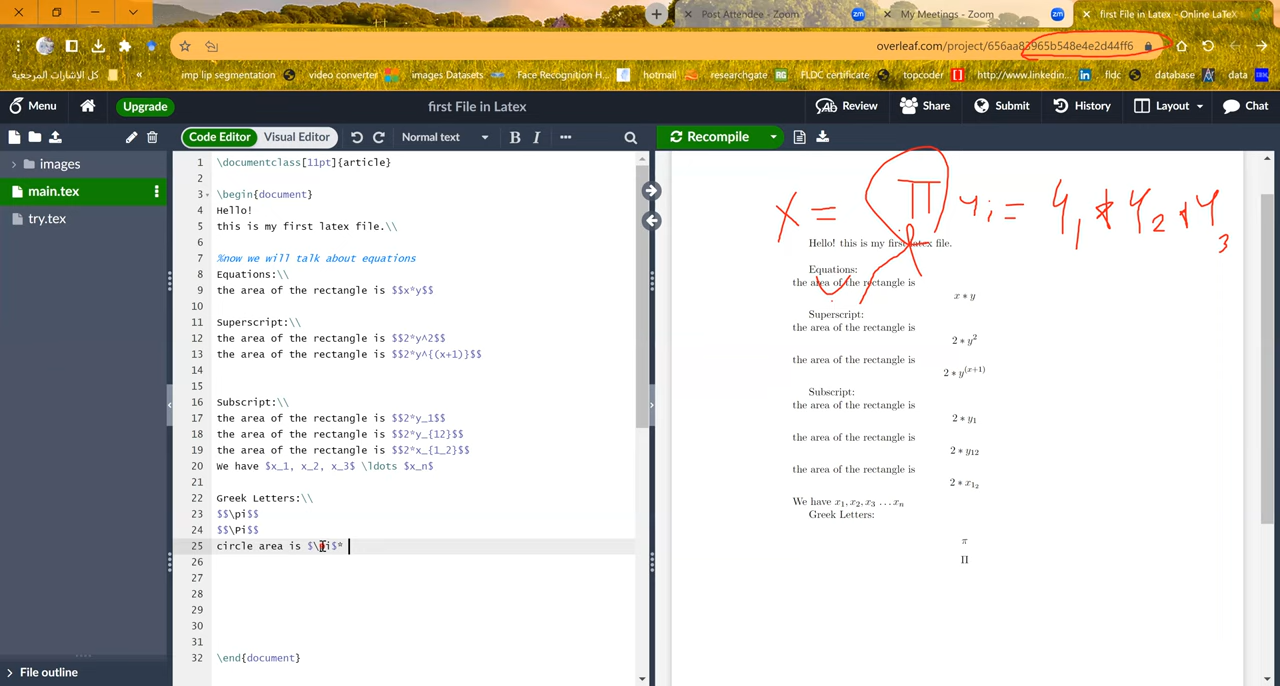 Post Attendee - Zoom
My Meetings - Zoom
first File in Latex - Online LaTeX
overleaf.com/project/656aa83965b548e4e2d44ff6
كل الإشارات المرجعية
«
imp lip segmentation
video converter
images Datasets
Face Recognition H...
hotmail
researchgate
FLDC certificate
topcoder
http://www.linkedin...
fldc
database
data
Menu
Upgrade
first File in Latex
Review
Share
Submit
History
Layout
Chat
Code Editor
Visual Editor
Normal text
B
I
Recompile
images
main.tex
try.tex
File outline
1 \documentclass[11pt]{article}
2
3 \begin{document}
4 Hello!
5 this is my first latex file.\\
6
7 %now we will talk about equations
8 Equations:\\
9 the area of the rectangle is $$x*y$$
10
11 Superscript:\\
12 the area of the rectangle is $$2*y^2$$
13 the area of the rectangle is $$2*y^{(x+1)}$$
14
15
16 Subscript:\\
17 the area of the rectangle is $$2*y_1$$
18 the area of the rectangle is $$2*y_{12}$$
19 the area of the rectangle is $$2*x_{1_2}$$
20 We have $x_1, x_2, x_3$ \ldots $x_n$
21
22 Greek Letters:\\
23 $$\pi$$
24 $$\Pi$$
25 circle area is $\pi$*
26
27
28
29
30
31
32 \end{document}
X = Π yᵢ = y₁ * y₂ * y₃
Hello! this is my first latex file.
Equations:
the area of the rectangle is
x * y
Superscript:
the area of the rectangle is
2 * y²
the area of the rectangle is
2 * y⁽ˣ⁺¹⁾
Subscript:
the area of the rectangle is
2 * y₁
the area of the rectangle is
2 * y₁₂
the area of the rectangle is
2 * x₁₂
We have x₁, x₂, x₃ … xₙ
Greek Letters:
π
Π